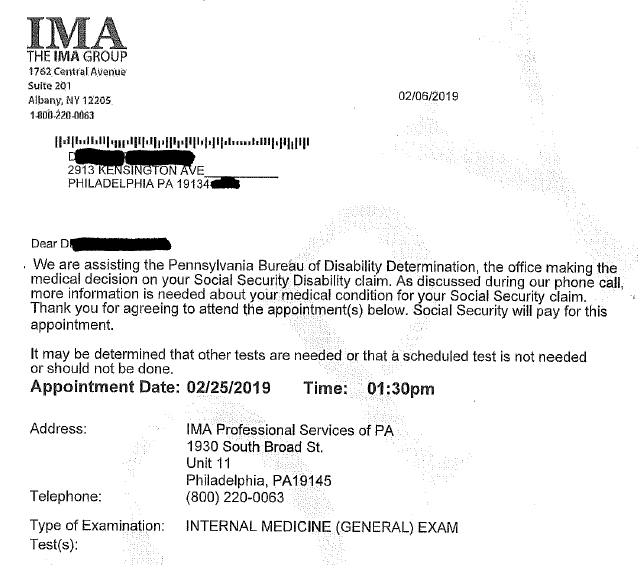 IMA
THE IMA GROUP
1762 Central Avenue
Suite 201
Albany, NY 12205
1-800-220-0063
02/06/2019
D
2913 KENSINGTON AVE
PHILADELPHIA PA 19134
Dear D
We are assisting the Pennsylvania Bureau of Disability Determination, the office making the
medical decision on your Social Security Disability claim. As discussed during our phone call,
more information is needed about your medical condition for your Social Security claim.
Thank you for agreeing to attend the appointment(s) below. Social Security will pay for this
appointment.
It may be determined that other tests are needed or that a scheduled test is not needed
or should not be done.
Appointment Date: 02/25/2019 Time: 01:30pm
Address: IMA Professional Services of PA
1930 South Broad St.
Unit 11
Philadelphia, PA19145
Telephone: (800) 220-0063
Type of Examination: INTERNAL MEDICINE (GENERAL) EXAM
Test(s):